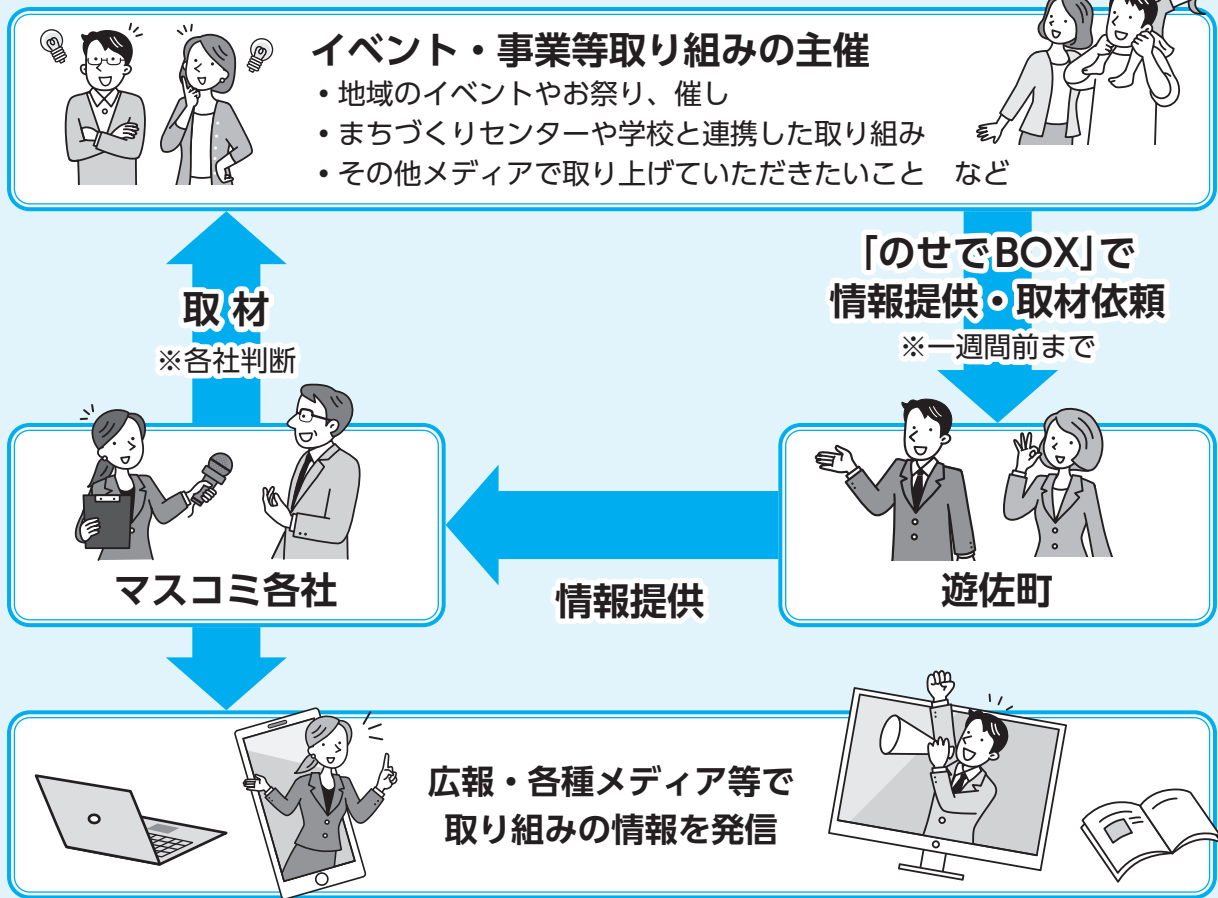 イベント・事業等取り組みの主催
・地域のイベントやお祭り、催し
・まちづくりセンターや学校と連携した取り組み
・その他メディアで取り上げていただきたいこと　など
「のせでBOX」で
情報提供・取材依頼
※一週間前まで
取 材
※各社判断
マスコミ各社
情報提供
遊佐町
広報・各種メディア等で
取り組みの情報を発信